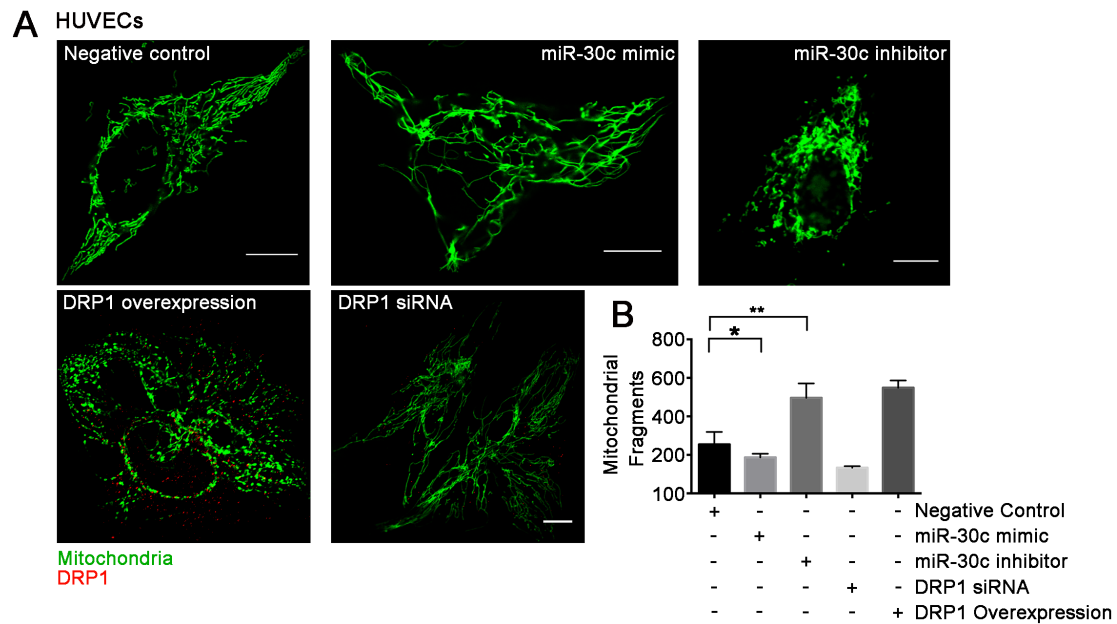 A
HUVECs
Negative control
miR-30c mimic
miR-30c inhibitor
DRP1 overexpression
DRP1 siRNA
Mitochondria
DRP1
B
**
*
Mitochondrial
Fragments
800
600
400
200
100
+ - - - - Negative Control
- + - - - miR-30c mimic
- - + - - miR-30c inhibitor
- - - + - DRP1 siRNA
- - - - + DRP1 Overexpression